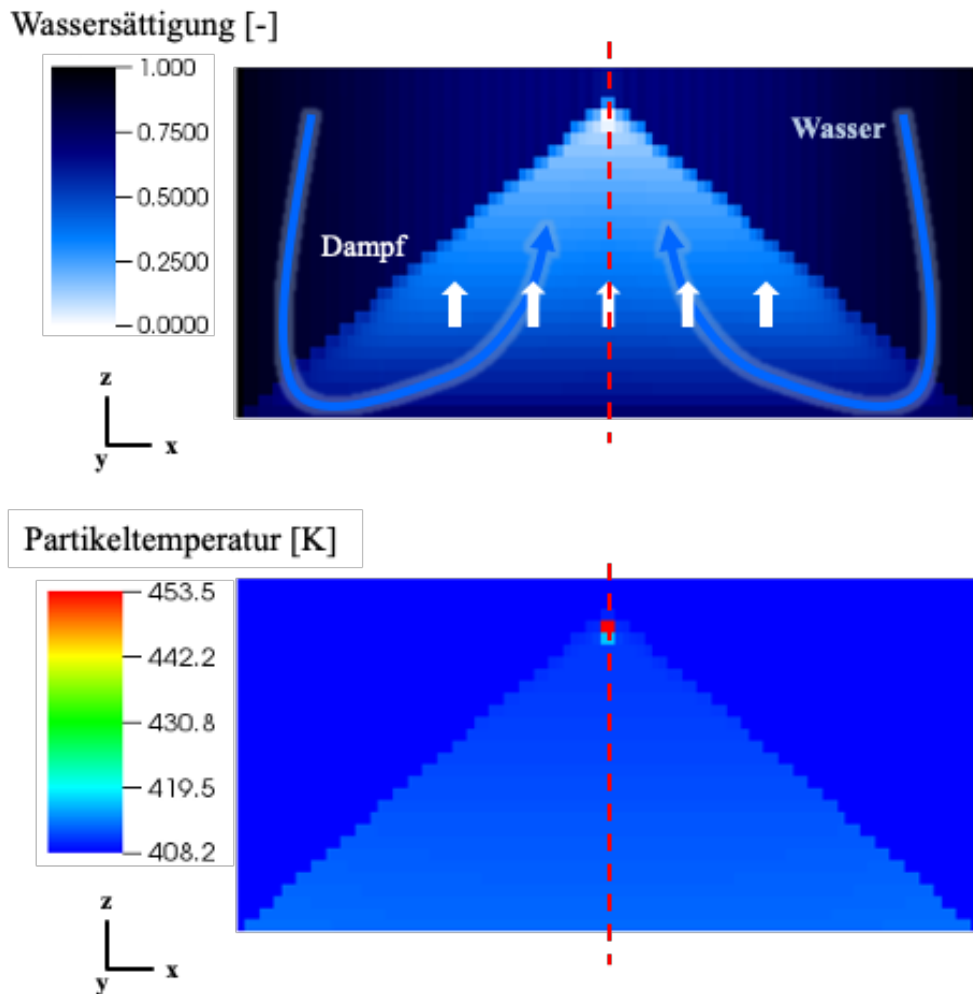 Wassersättigung [-]
1.000
0.7500
0.5000
0.2500
0.0000
Wasser
Dampf
z
y
x
Partikeltemperatur [K]
453.5
442.2
430.8
419.5
408.2
z
y
x